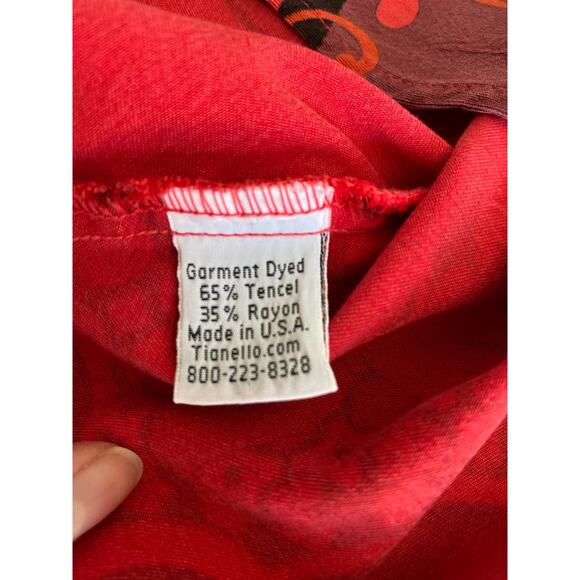 Garment Dyed
65% Tencel
35% Rayon
Made in U.S.A.
Tianello.com
800-223-8328